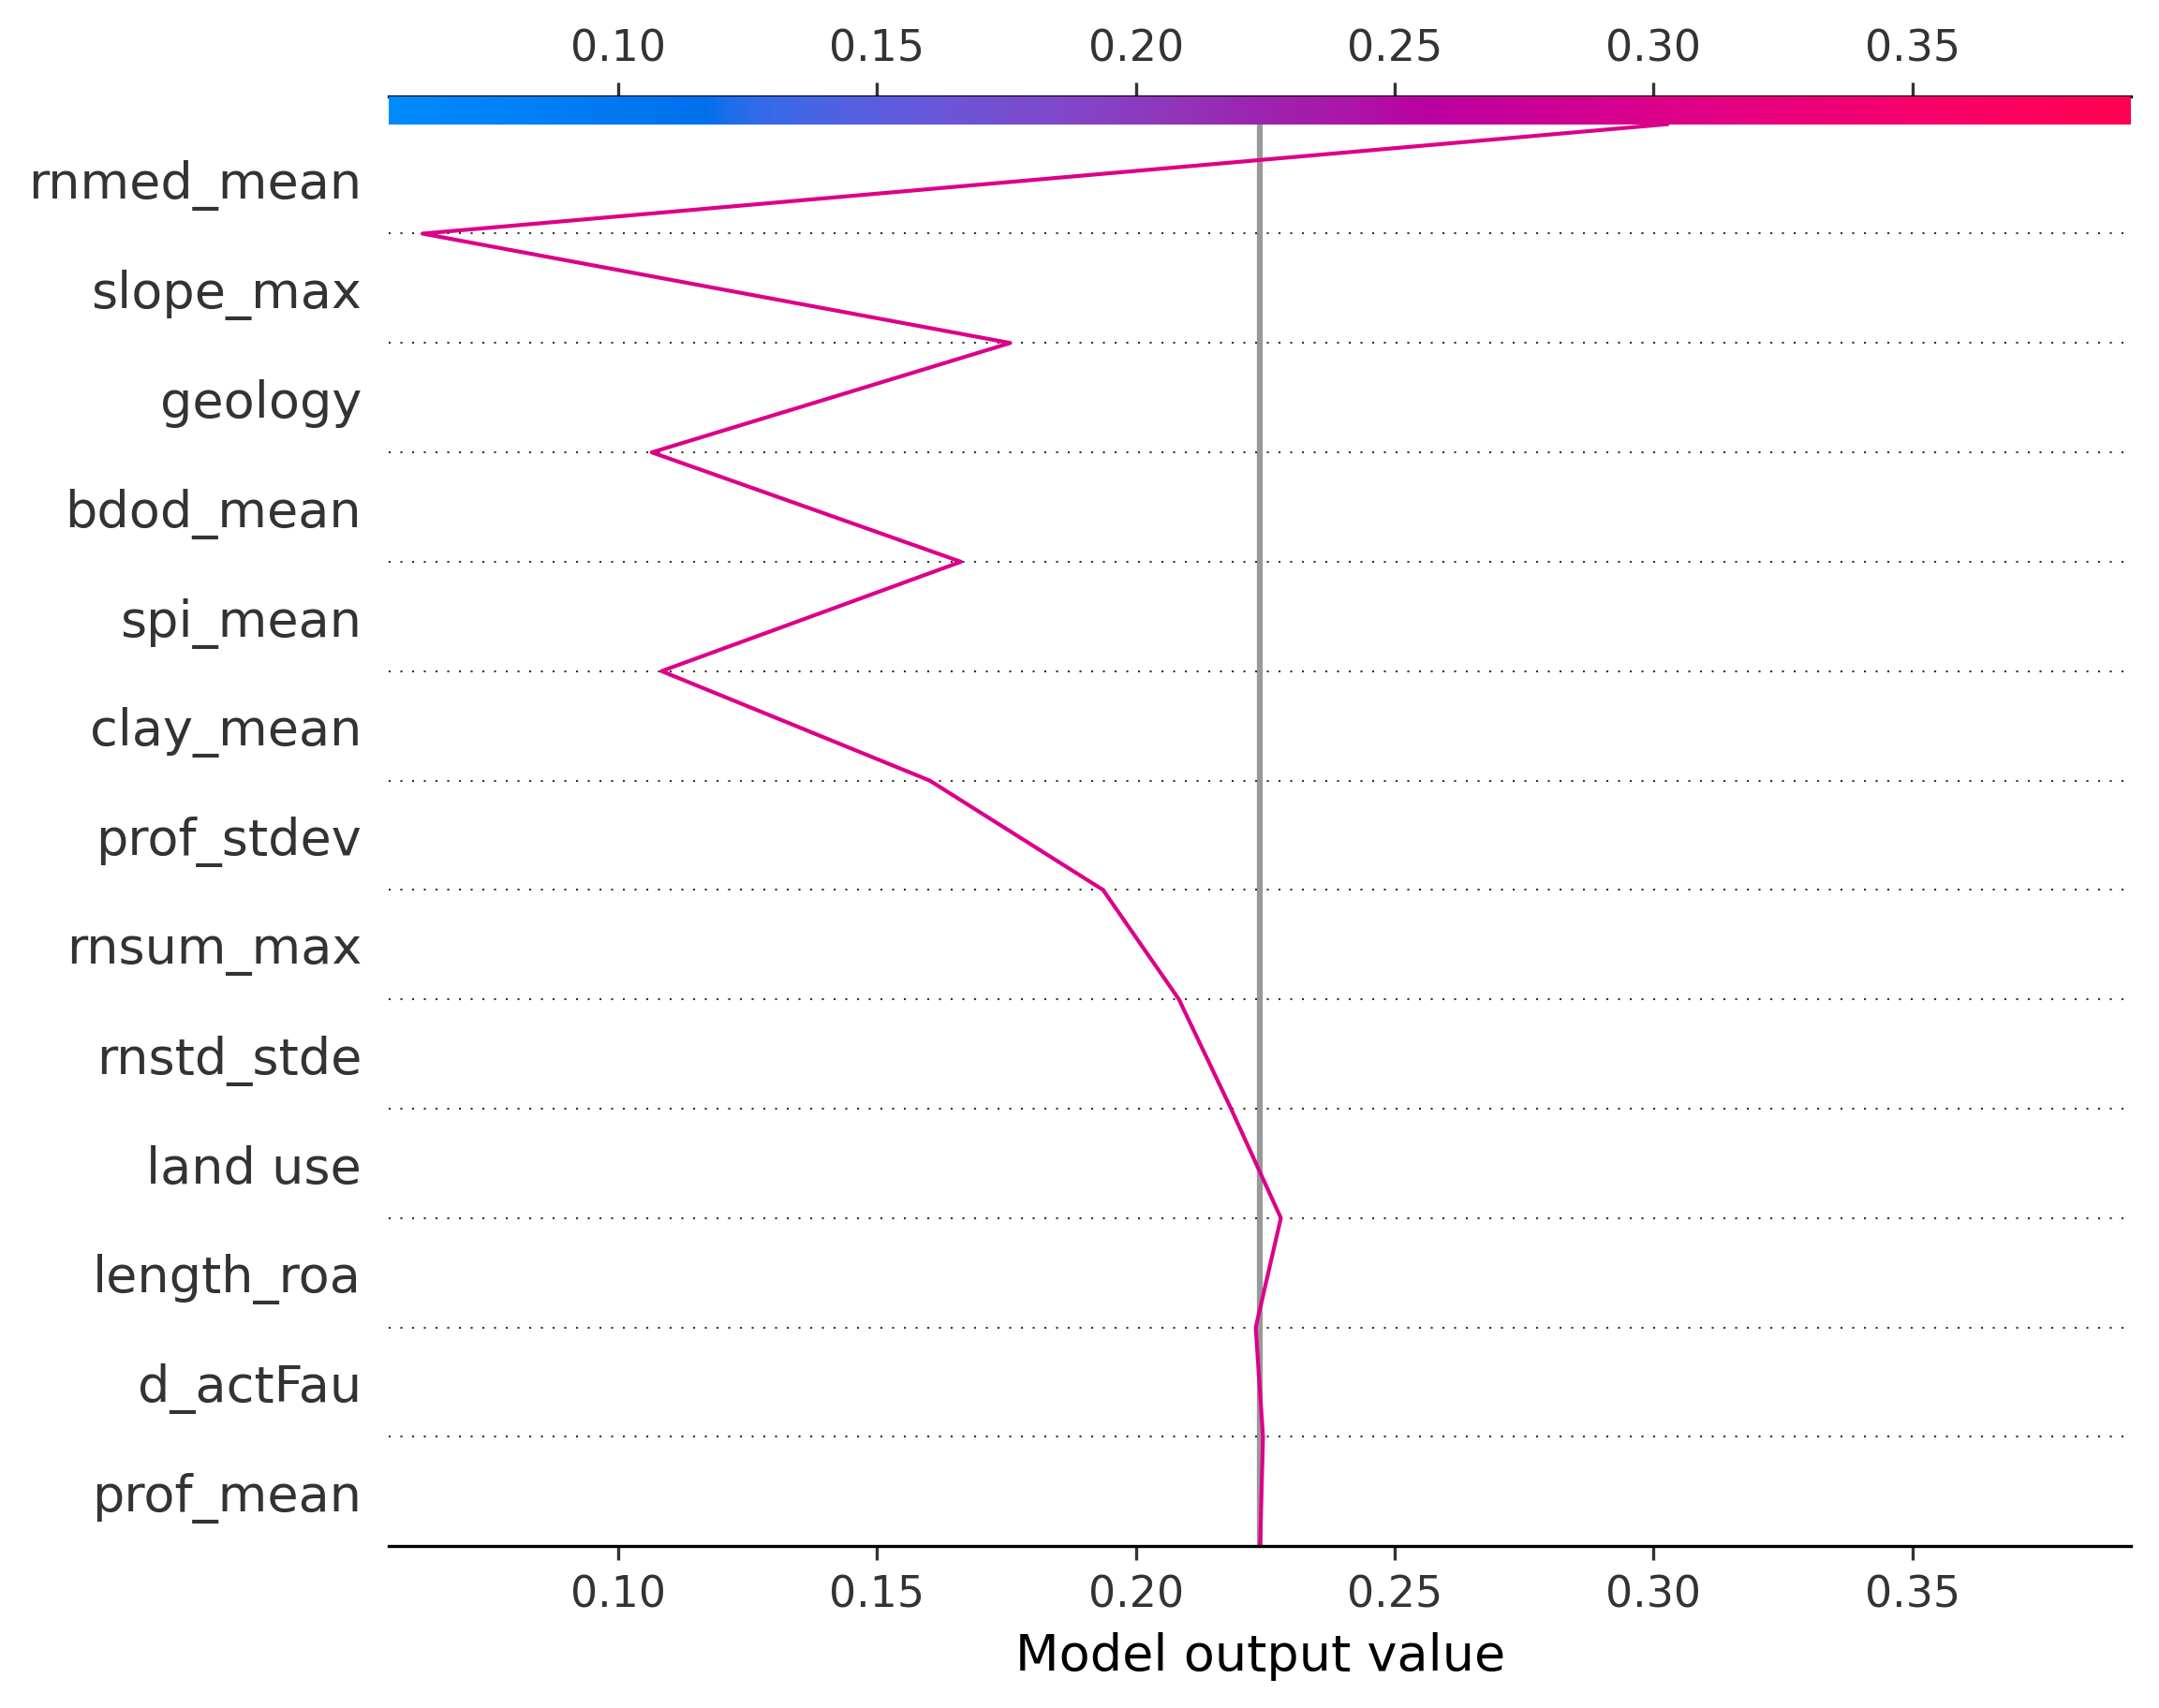 0.10 0.15 0.20 0.25 0.30 0.35
rnmed_mean
slope_max
geology
bdod_mean
spi_mean
clay_mean
prof_stdev
rnsum_max
rnstd_stde
land use
length_roa
d_actFau
prof_mean
0.10 0.15 0.20 0.25 0.30 0.35
Model output value